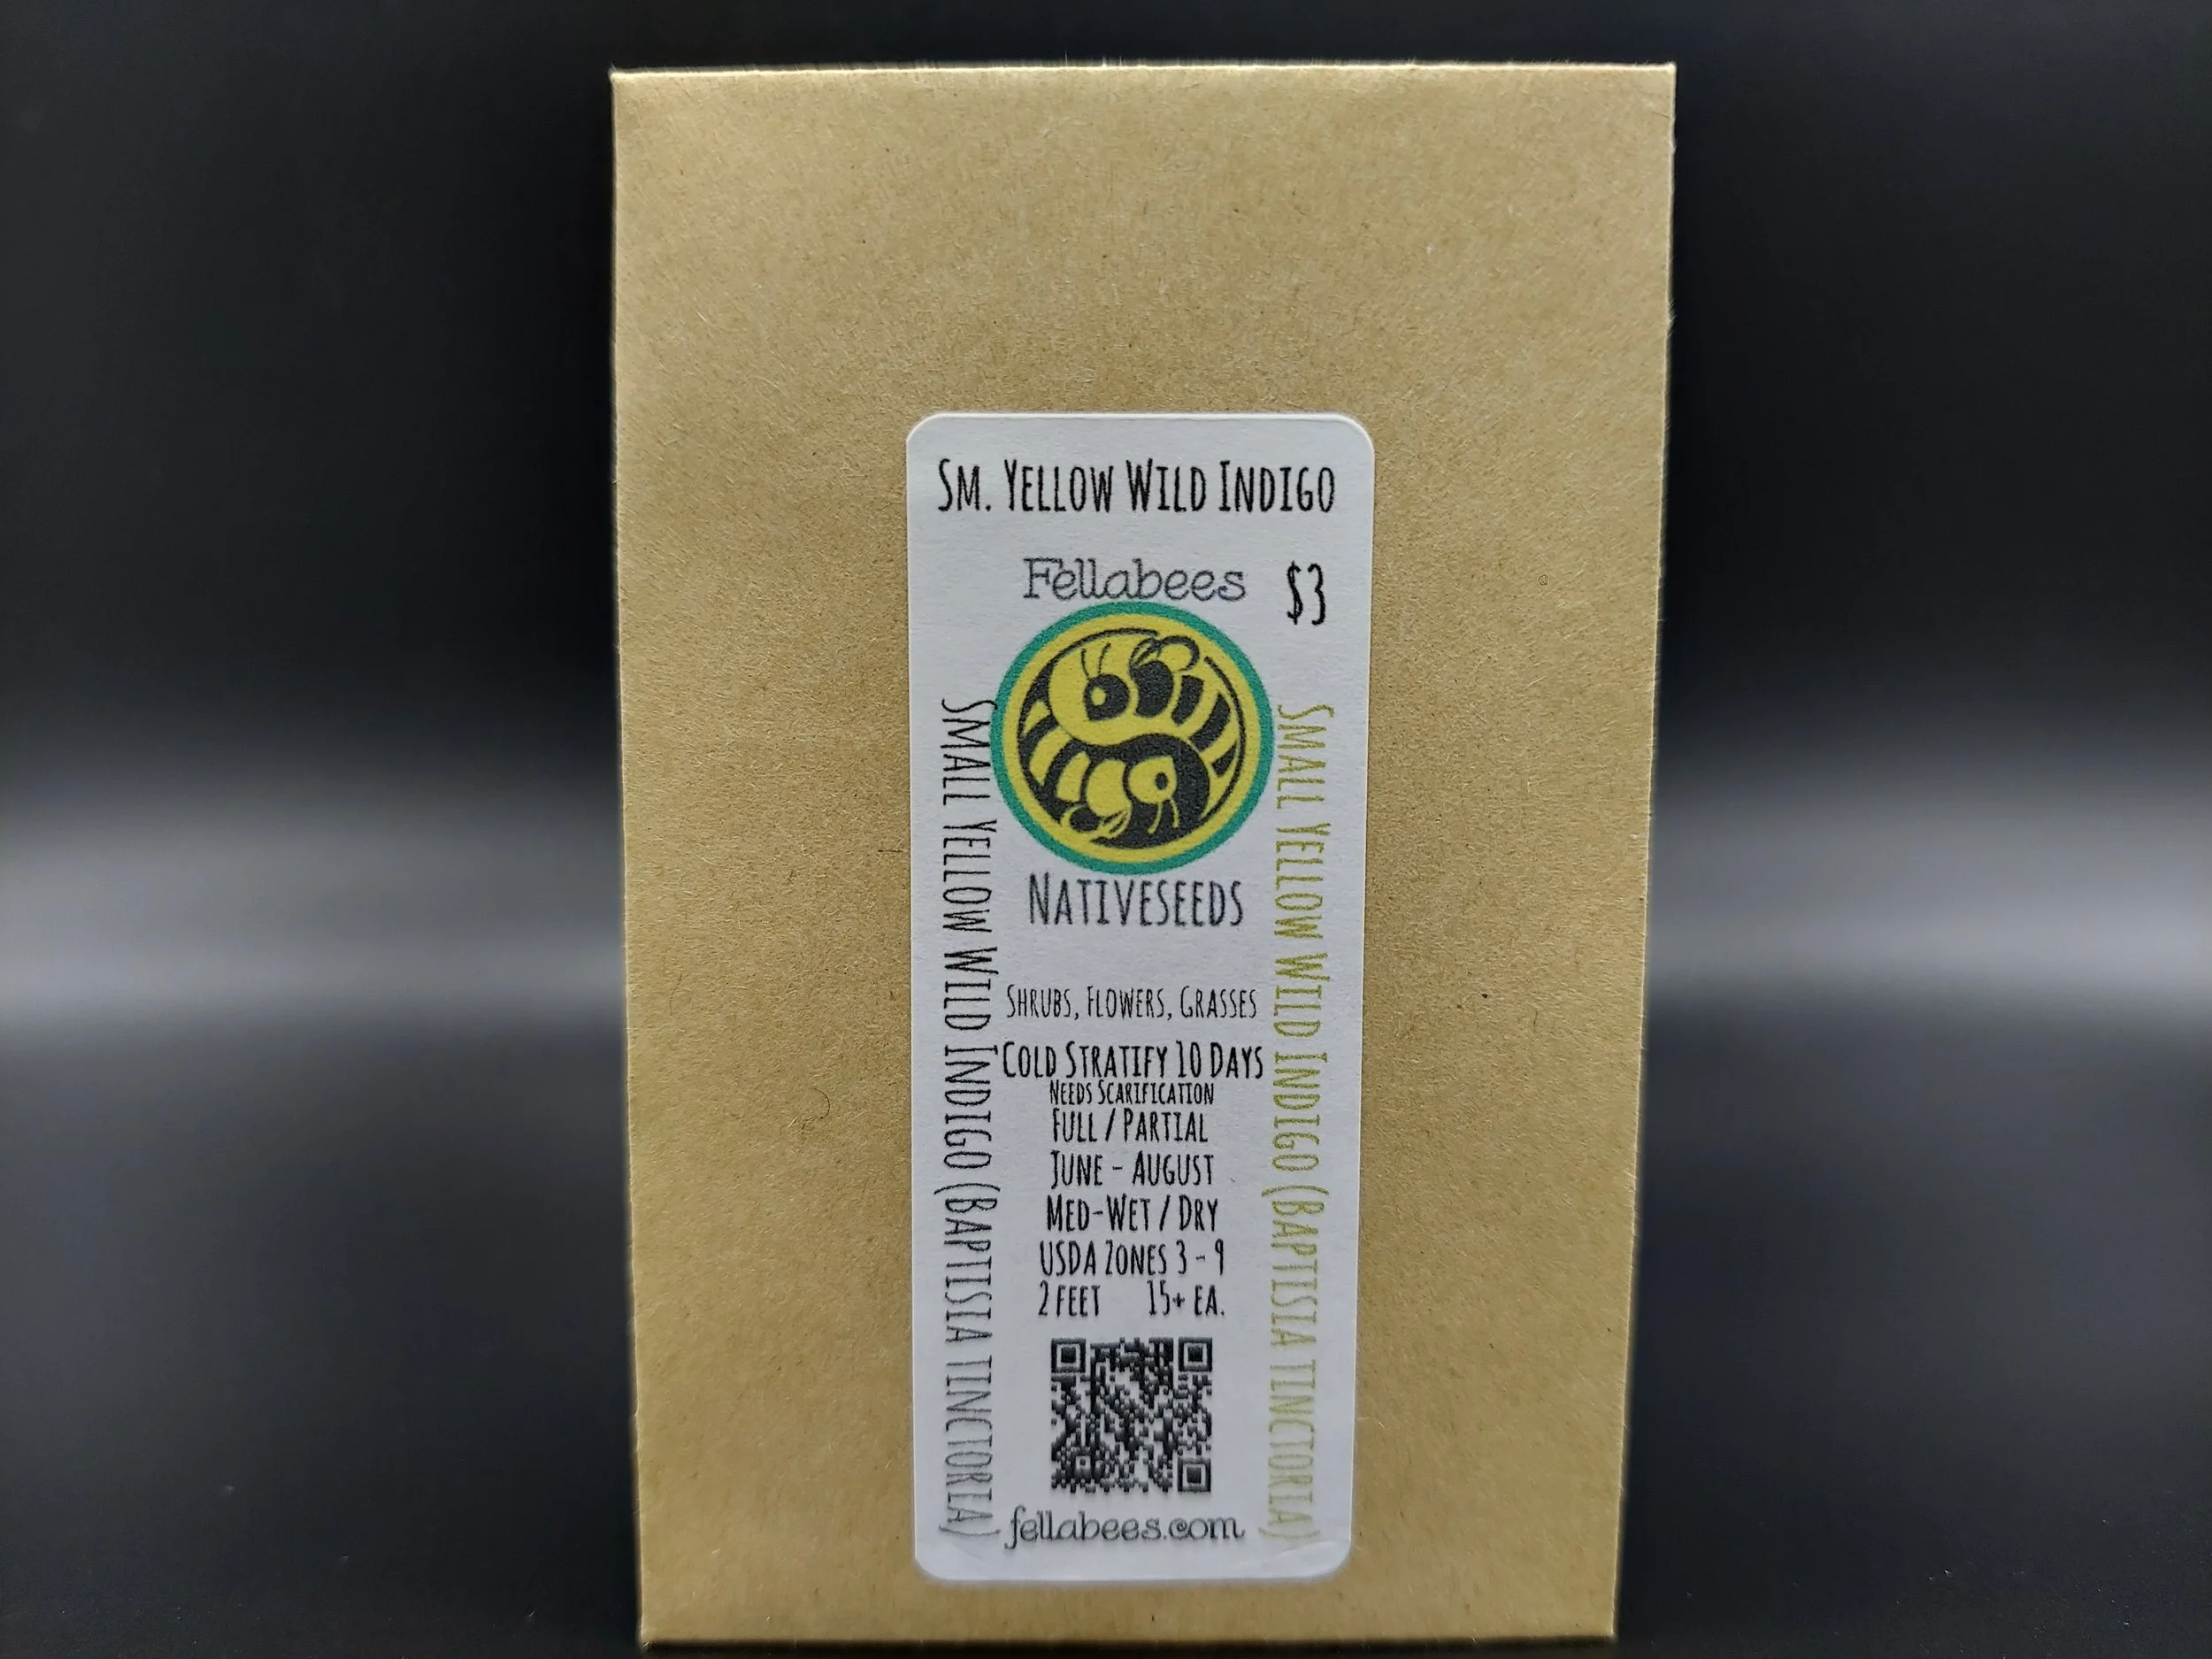 Sm. Yellow Wild Indigo
Fellabees
$3
Nativeseeds
Small Yellow Wild Indigo (Baptisia tinctoria)
Small Yellow Wild Indigo (Baptisia tinctoria)
Shrubs, Flowers, Grasses
Cold Stratify 10 Days
Needs Scarification
Full / Partial
June - August
Med-Wet / Dry
USDA Zones 3 - 9
2 feet 15+ ea.
fellabees.com